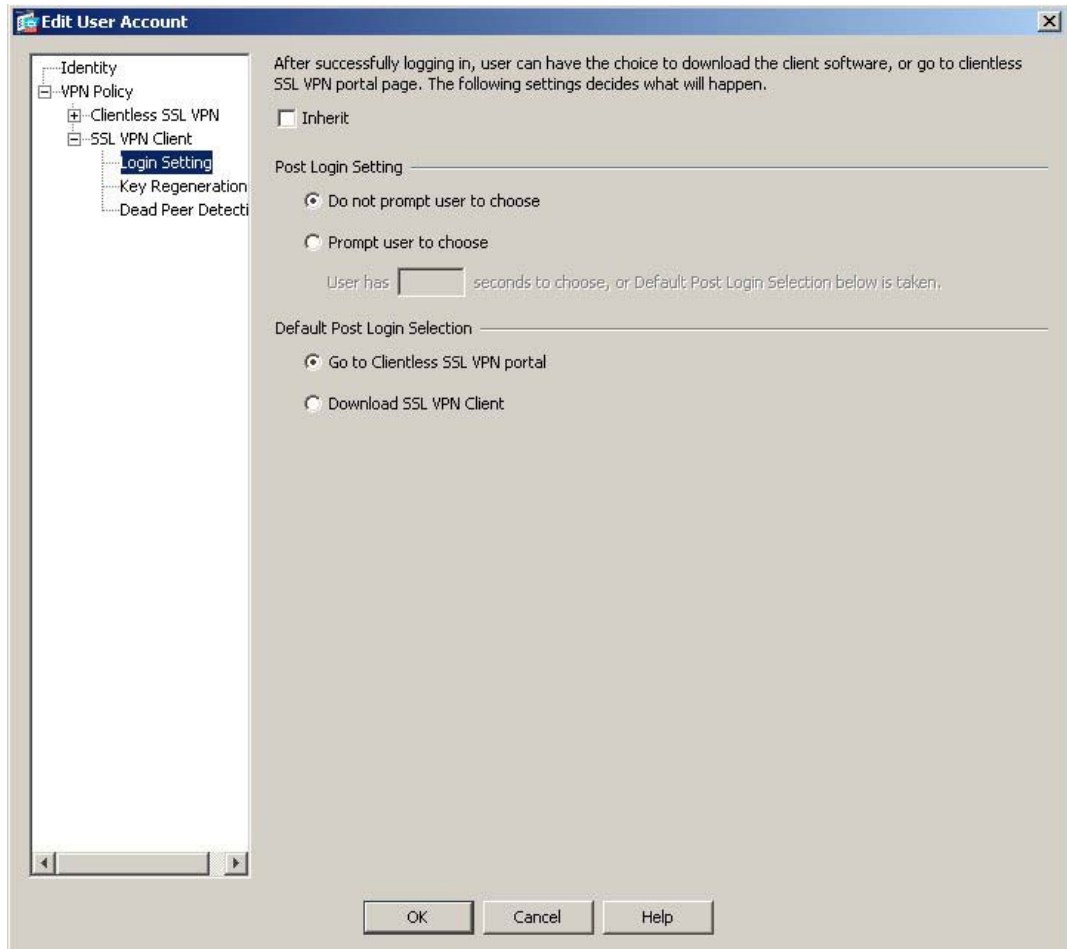 Edit User Account
Identity
VPN Policy
Clientless SSL VPN
SSL VPN Client
Login Setting
Key Regeneration
Dead Peer Detecti
After successfully logging in, user can have the choice to download the client software, or go to clientless
SSL VPN portal page. The following settings decides what will happen.
Inherit
Post Login Setting
Do not prompt user to choose
Prompt user to choose
User has seconds to choose, or Default Post Login Selection below is taken.
Default Post Login Selection
Go to Clientless SSL VPN portal
Download SSL VPN Client
OK Cancel Help